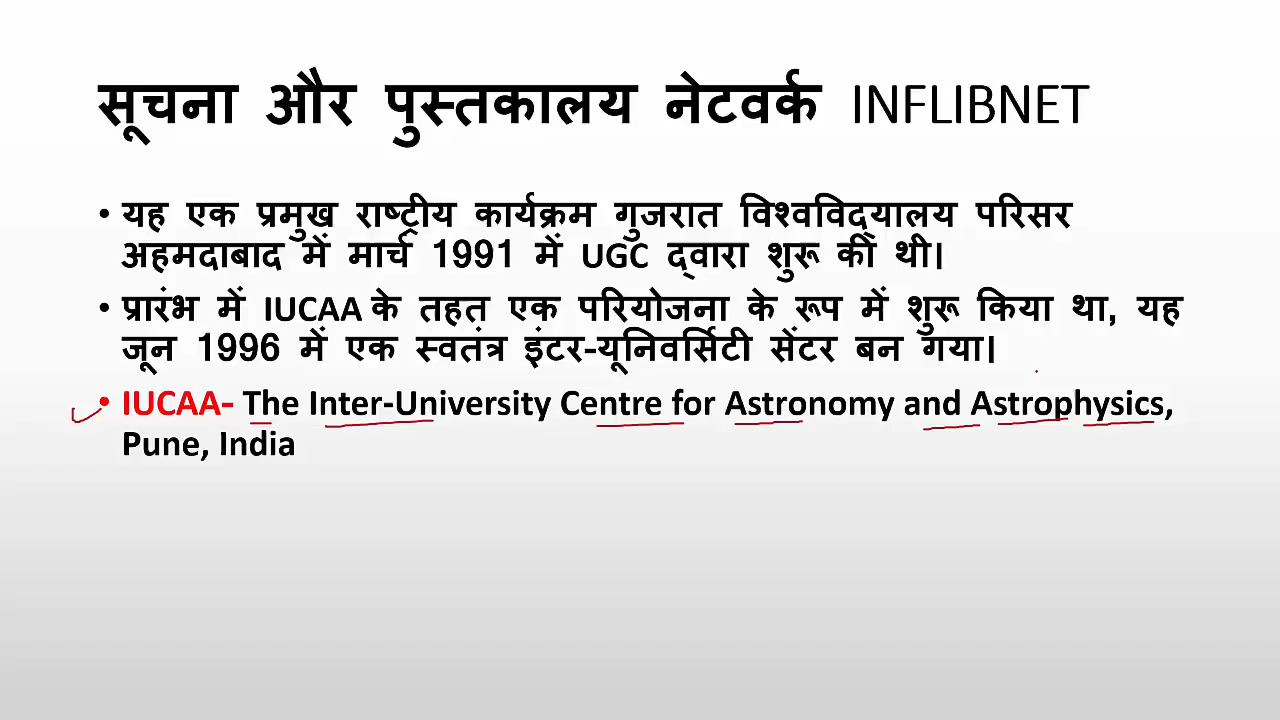 सूचना और पुस्तकालय नेटवर्क INFLIBNET
• यह एक प्रमुख राष्ट्रीय कार्यक्रम गुजरात विश्वविद्यालय परिसर
अहमदाबाद में मार्च 1991 में UGC द्वारा शुरू की थी।
• प्रारंभ में IUCAA के तहत एक परियोजना के रूप में शुरू किया था, यह
जून 1996 में एक स्वतंत्र इंटर-यूनिवर्सिटी सेंटर बन गया।
• IUCAA- The Inter-University Centre for Astronomy and Astrophysics,
Pune, India